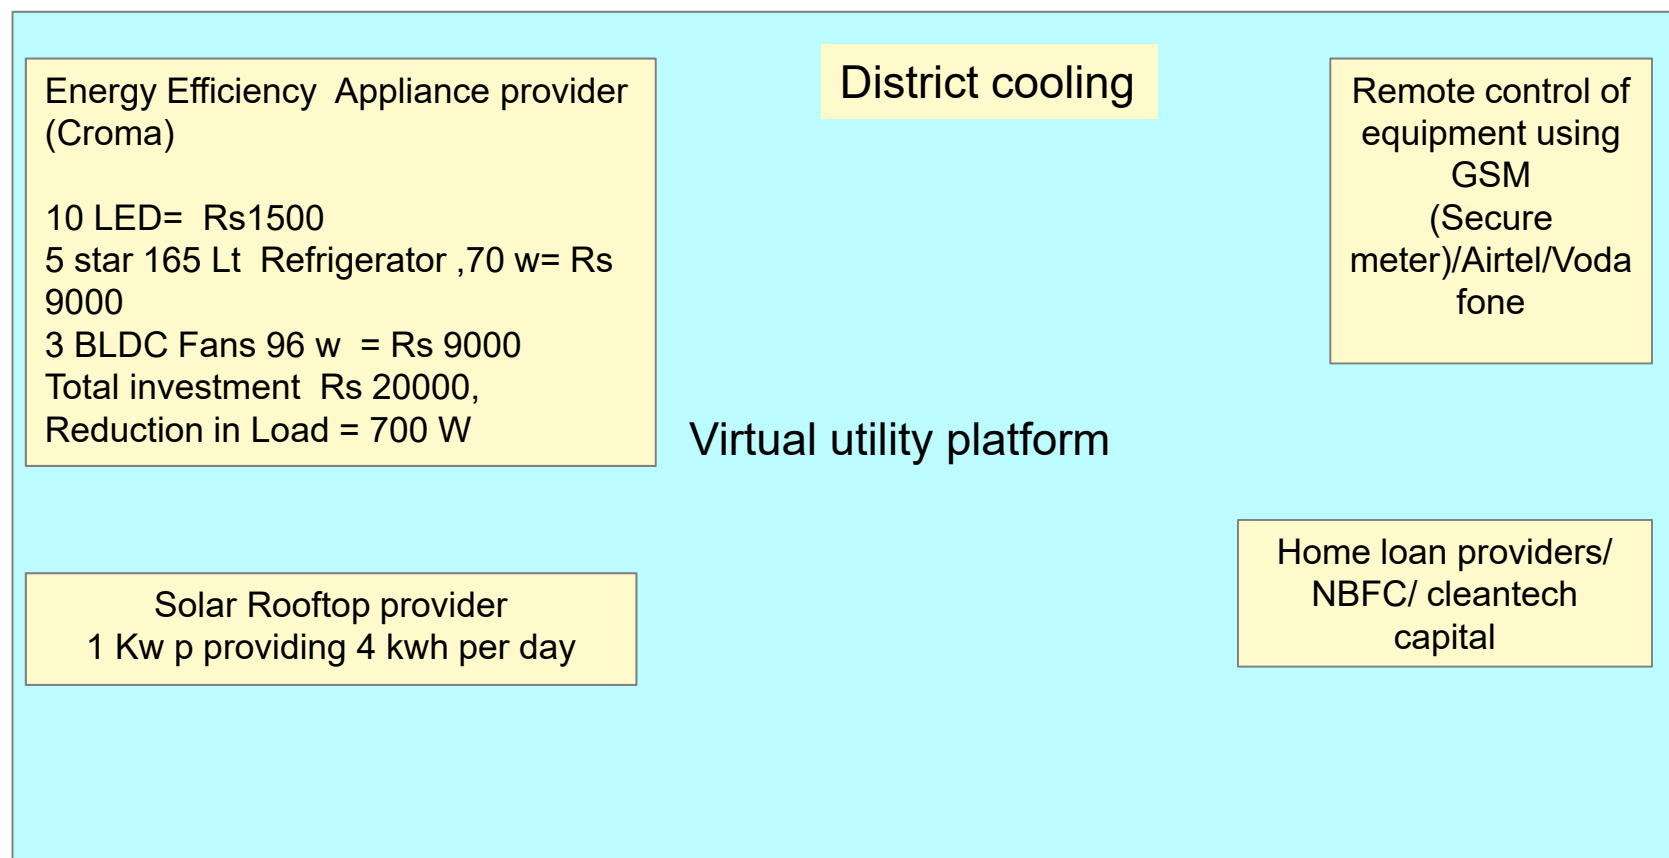 Energy Efficiency  Appliance provider
(Croma)
10 LED=  Rs1500
5 star 165 Lt  Refrigerator ,70 w= Rs
9000
3 BLDC Fans 96 w  = Rs 9000
Total investment  Rs 20000,
Reduction in Load = 700 W
District cooling
Remote control of
equipment using
GSM
(Secure
meter)/Airtel/Voda
fone
Virtual utility platform
Solar Rooftop provider
1 Kw p providing 4 kwh per day
Home loan providers/
NBFC/ cleantech
capital